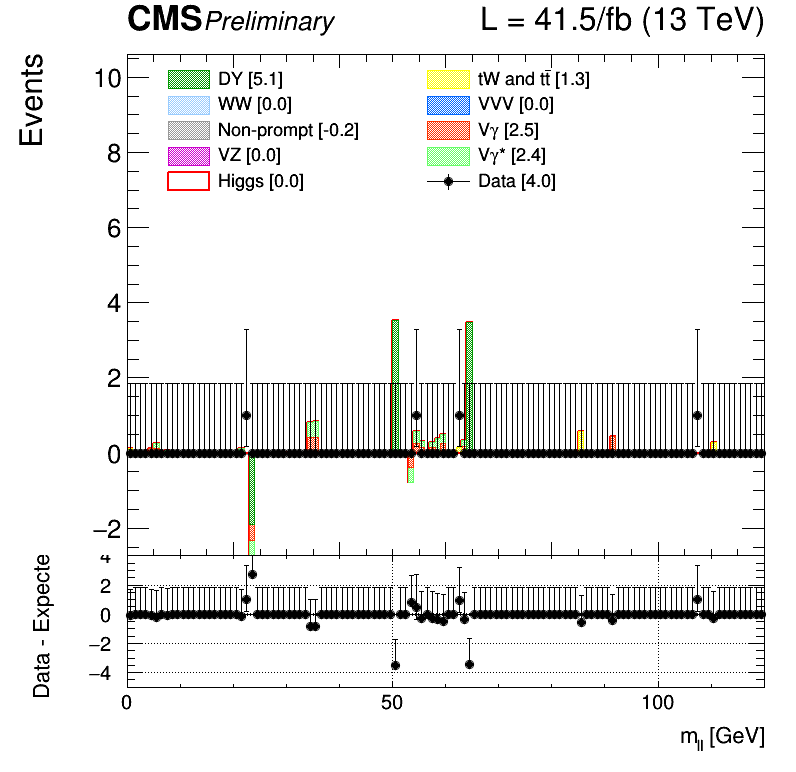 CMS Preliminary L = 41.5/fb (13 TeV)
Events
10
8
6
4
2
0
−2
DY [5.1]
WW [0.0]
Non-prompt [-0.2]
VZ [0.0]
Higgs [0.0]
tW and tt̄ [1.3]
VVV [0.0]
Vγ [2.5]
Vγ* [2.4]
Data [4.0]
Data - Expecte
4
2
0
−2
−4
0 50 100
m_ll [GeV]